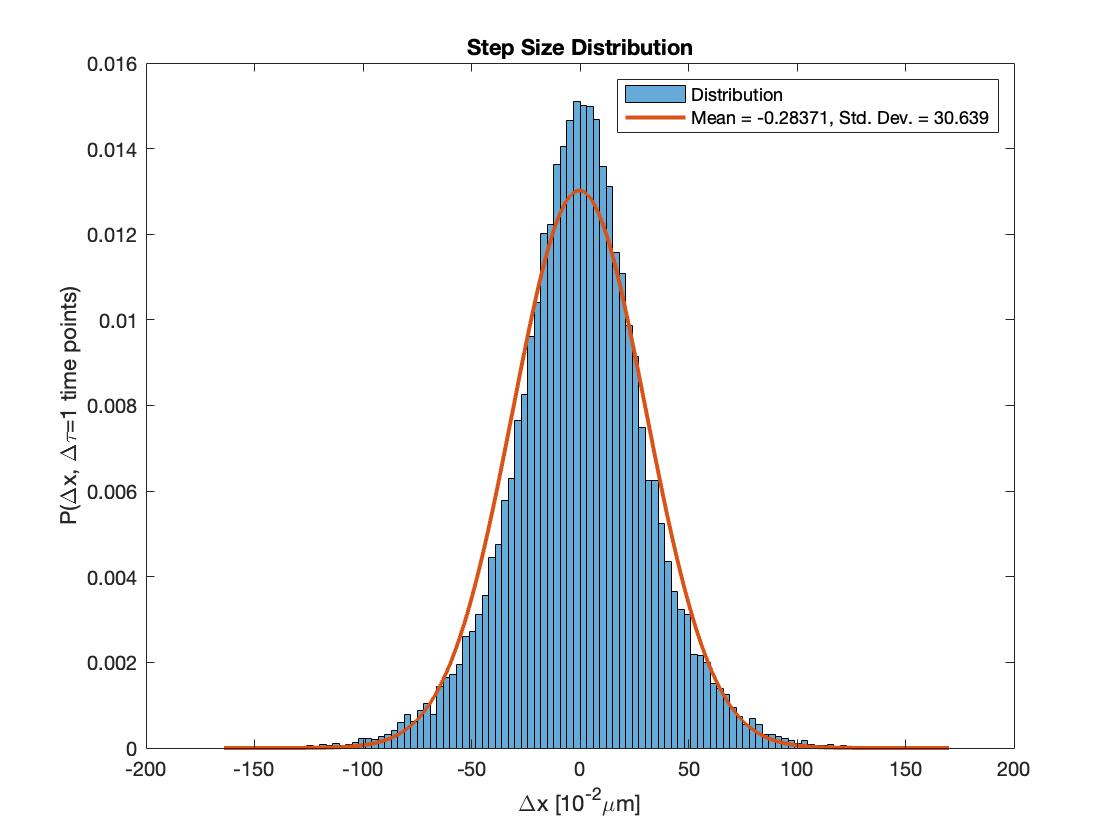 Step Size Distribution
Distribution
Mean = -0.28371, Std. Dev. = 30.639
0.016
0.014
0.012
0.01
0.008
0.006
0.004
0.002
0
P(Δx, Δτ=1 time points)
-200 -150 -100 -50 0 50 100 150 200
Δx [10⁻²μm]